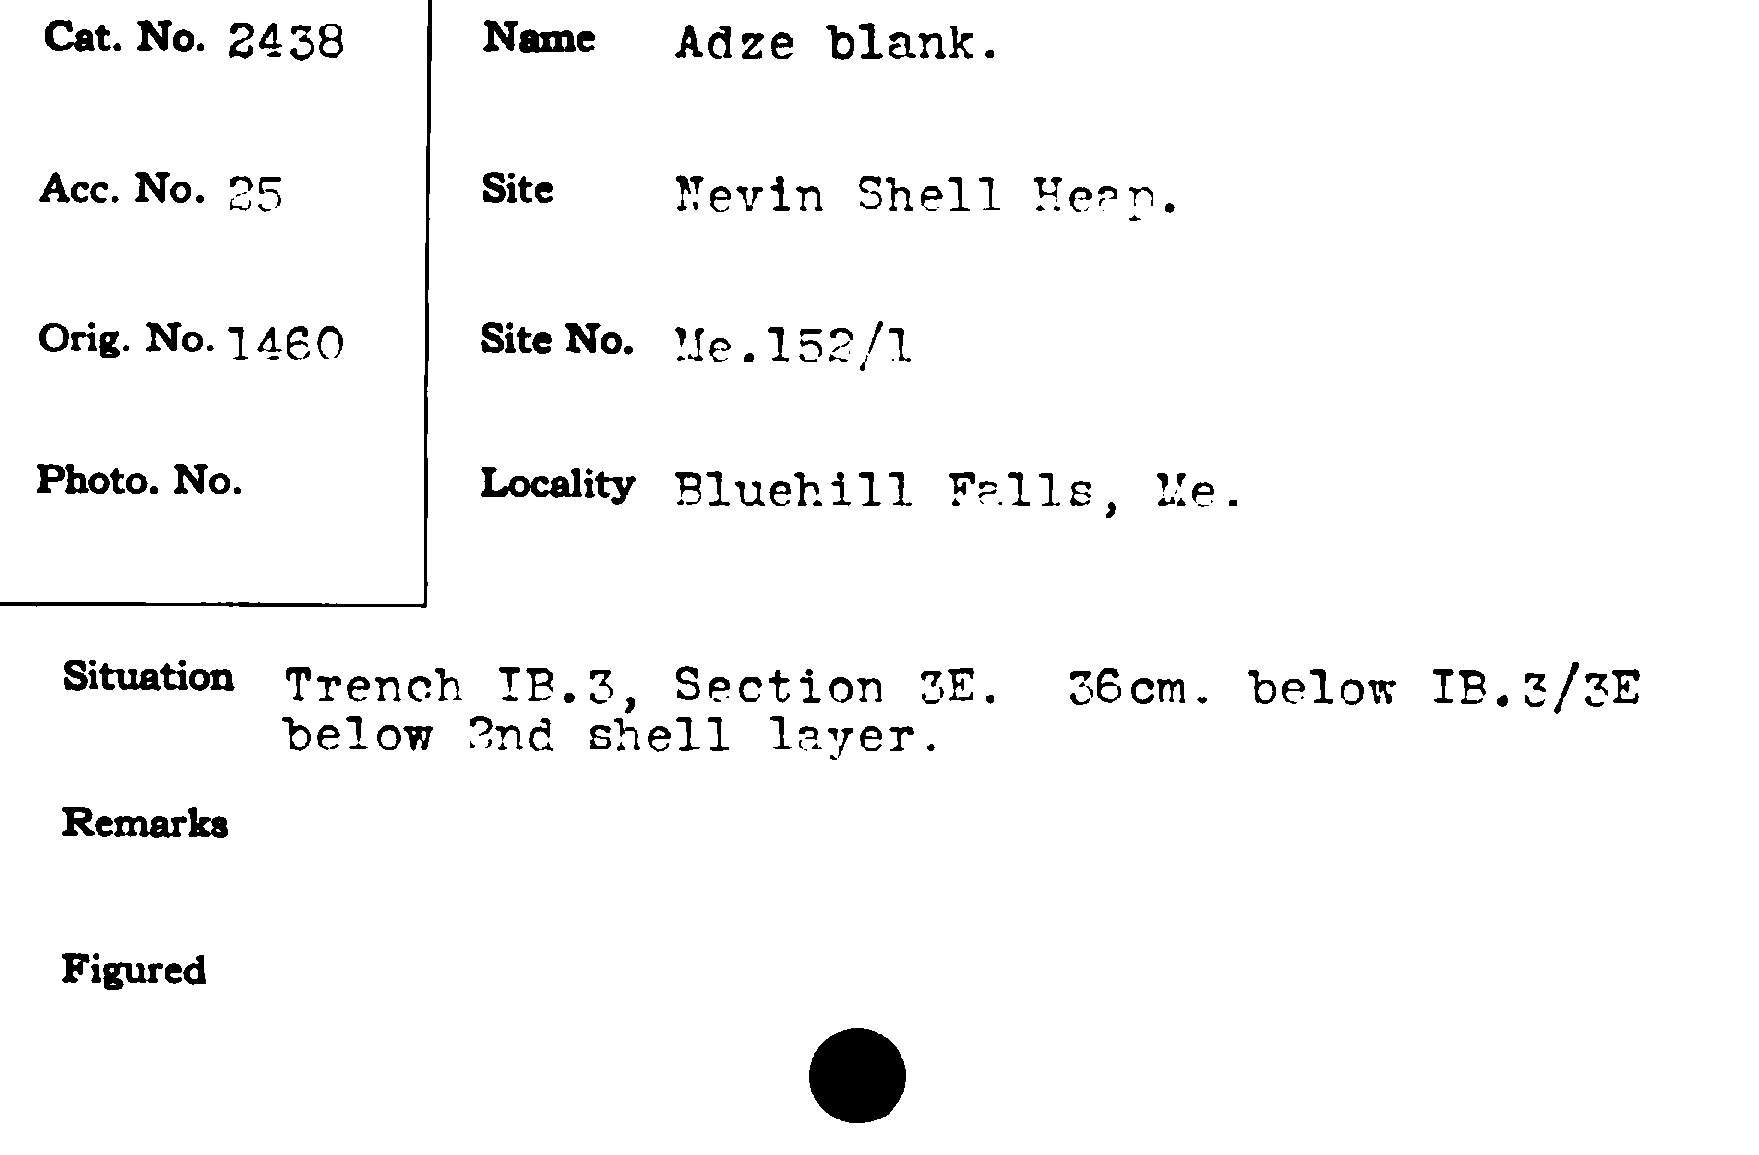 Cat. No. 2438
Name Adze blank.
Acc. No. 25
Site Nevin Shell Heap.
Orig. No. 1460
Site No. Me.152/1
Photo. No.
Locality Bluehill Falls, Me.
Situation Trench IB.3, Section 3E. 36cm. below IB.3/3E
below 2nd shell layer.
Remarks
Figured